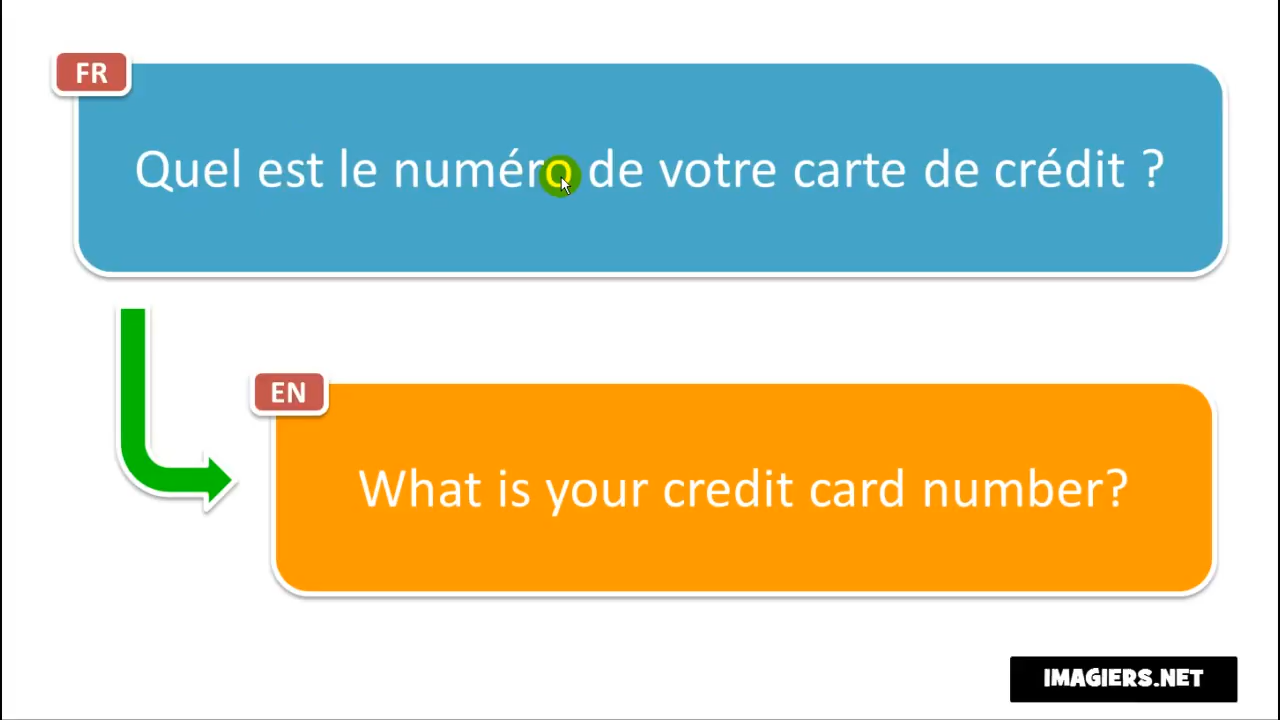 FR
Quel est le numéro de votre carte de crédit ?
EN
What is your credit card number?
IMAGIERS.NET